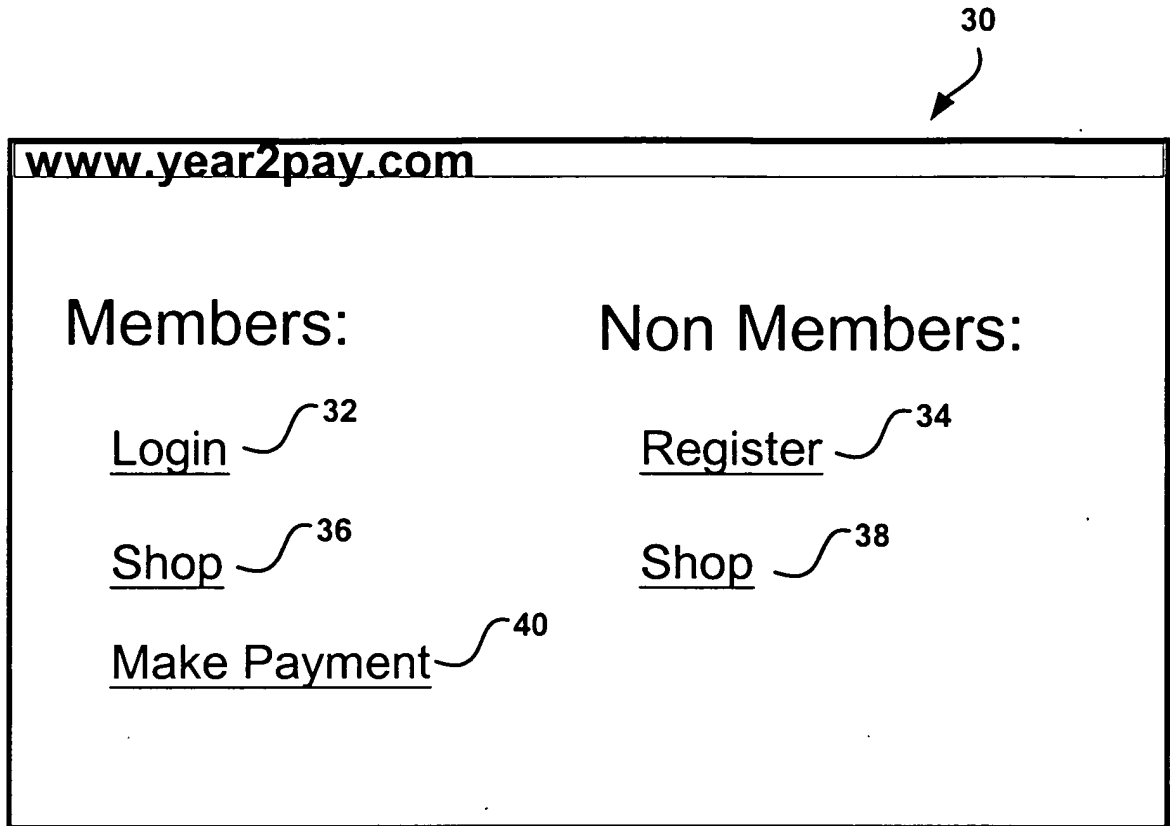 30
www.year2pay.com
Members:
Non Members:
Login 32
Register 34
Shop 36
Shop 38
Make Payment 40